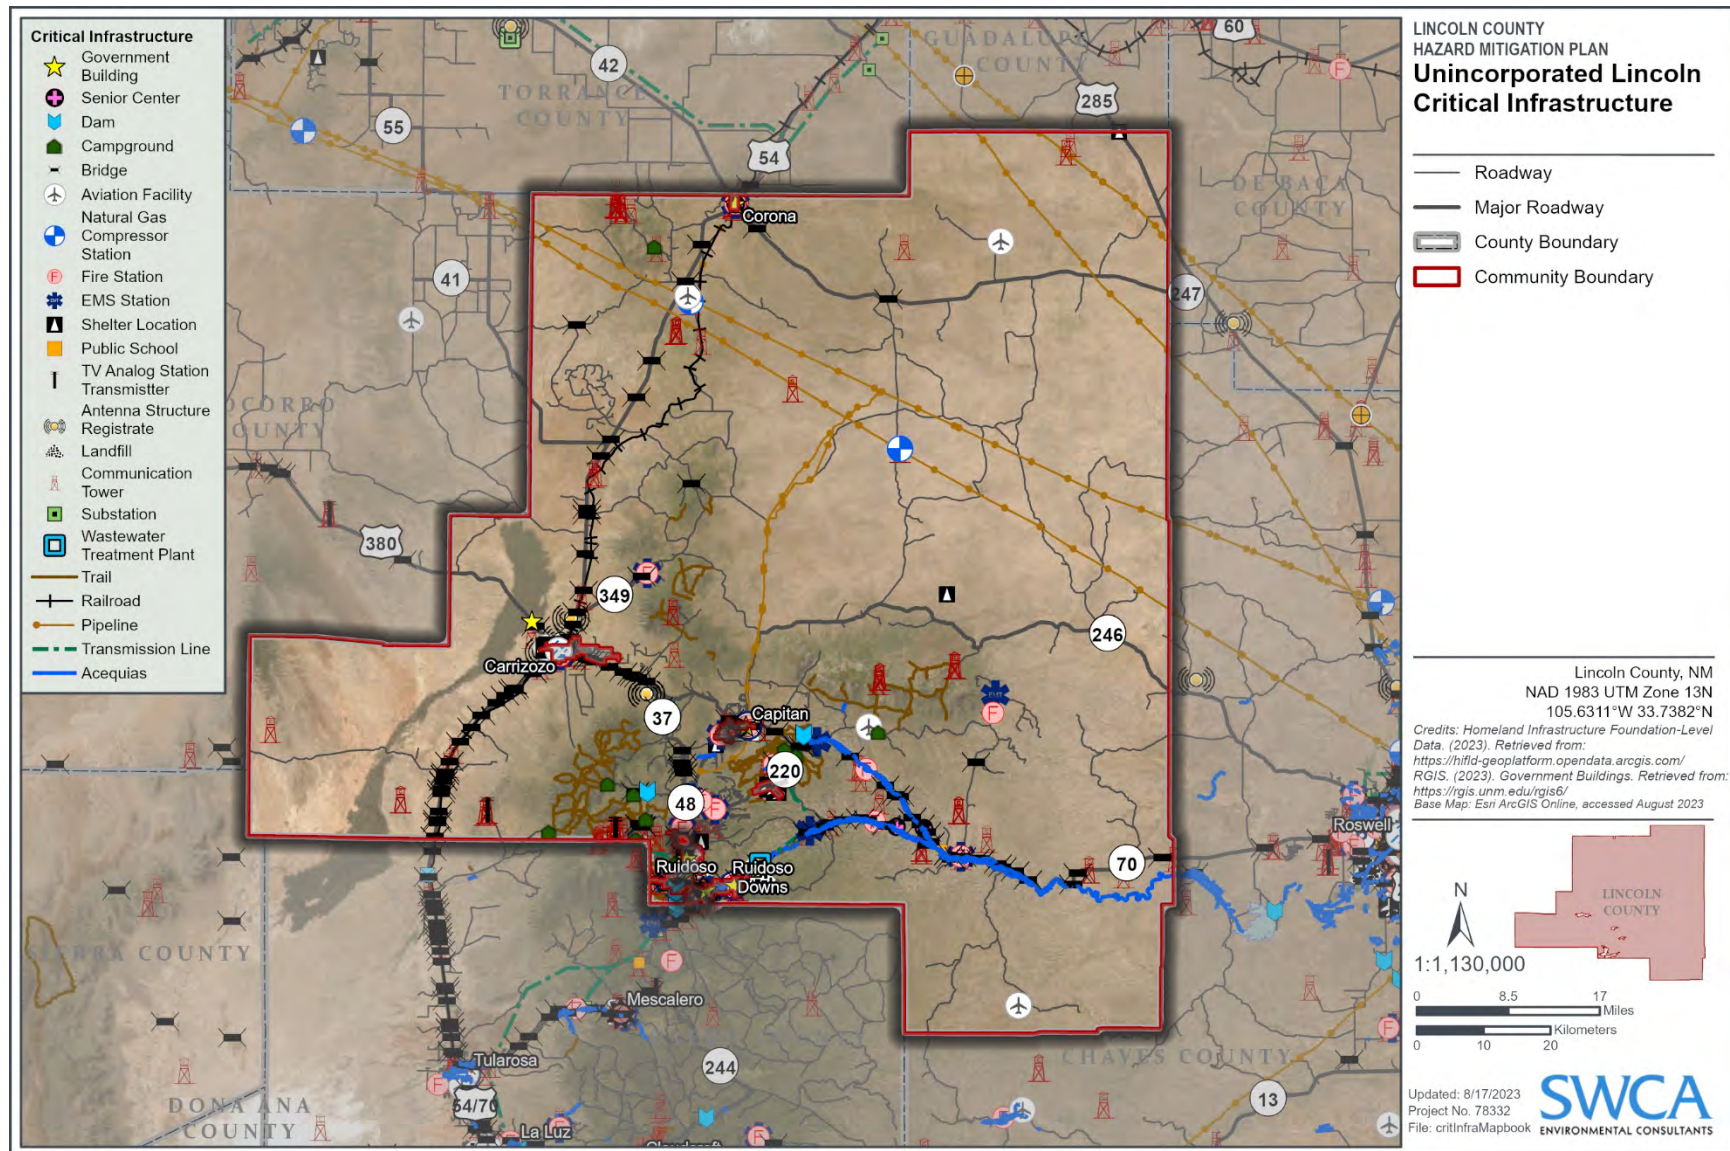 Critical Infrastructure
Government
Building
Senior Center
Dam
Campground
Bridge
Aviation Facility
Natural Gas
Compressor
Station
Fire Station
EMS Station
Shelter Location
Public School
TV Analog Station
Transmistter
Antenna Structure
Registrate
Landfill
Communication
Tower
Substation
Wastewater
Treatment Plant
Trail
Railroad
Pipeline
Transmission Line
Acequias
60
GUADALUPE
COUNTY
42
TORRANCE
COUNTY
285
55
54
DE BACA
COUNTY
Corona
41
247
OCORRO
OUNTY
380
349
246
Carrizozo
37
Capitan
220
48
Roswell
70
Ruidoso
Ruidoso
Downs
SIERRA COUNTY
Mescalero
Tularosa
CHAVES COUNTY
244
54/70
13
DONA ANA
COUNTY
La Luz
Cloudcroft
LINCOLN COUNTY
HAZARD MITIGATION PLAN
Unincorporated Lincoln
Critical Infrastructure
Roadway
Major Roadway
County Boundary
Community Boundary
Lincoln County, NM
NAD 1983 UTM Zone 13N
105.6311°W 33.7382°N
Credits: Homeland Infrastructure Foundation-Level
Data. (2023). Retrieved from:
https://hifld-geoplatform.opendata.arcgis.com/
RGIS. (2023). Government Buildings. Retrieved from:
https://rgis.unm.edu/rgis6/
Base Map: Esri ArcGIS Online, accessed August 2023
LINCOLN
COUNTY
N
1:1,130,000
0 8.5 17
Miles
Kilometers
0 10 20
Updated: 8/17/2023
Project No. 78332
File: critInfraMapbook
SWCA
ENVIRONMENTAL CONSULTANTS